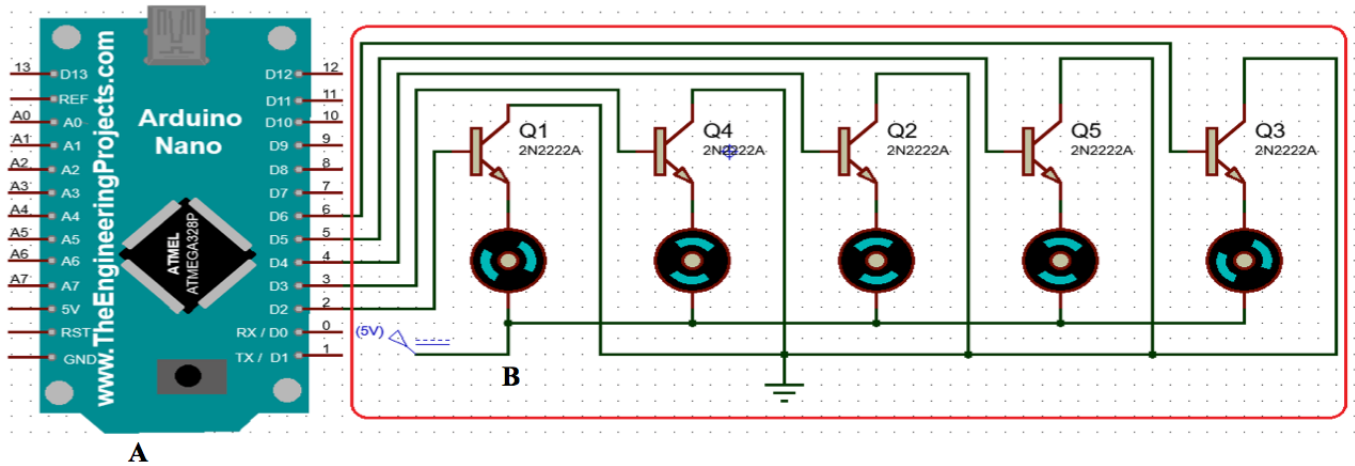 13
REF
A0
A1
A2
A3
A4
A5
A6
A7
D13
REF
A0
A1
A2
A3
A4
A5
A6
A7
5V
RST
GND
www.TheEngineeringProjects.com
Arduino
Nano
ATMEL
ATMEGA328P
D12 12
D11 11
D10 10
D9 9
D8 8
D7 7
D6 6
D5 5
D4 4
D3 3
D2 2
RX / D0 0
TX / D1 1
(5V)
Q1
2N2222A
Q4
2N2222A
Q2
2N2222A
Q5
2N2222A
Q3
2N2222A
A
B